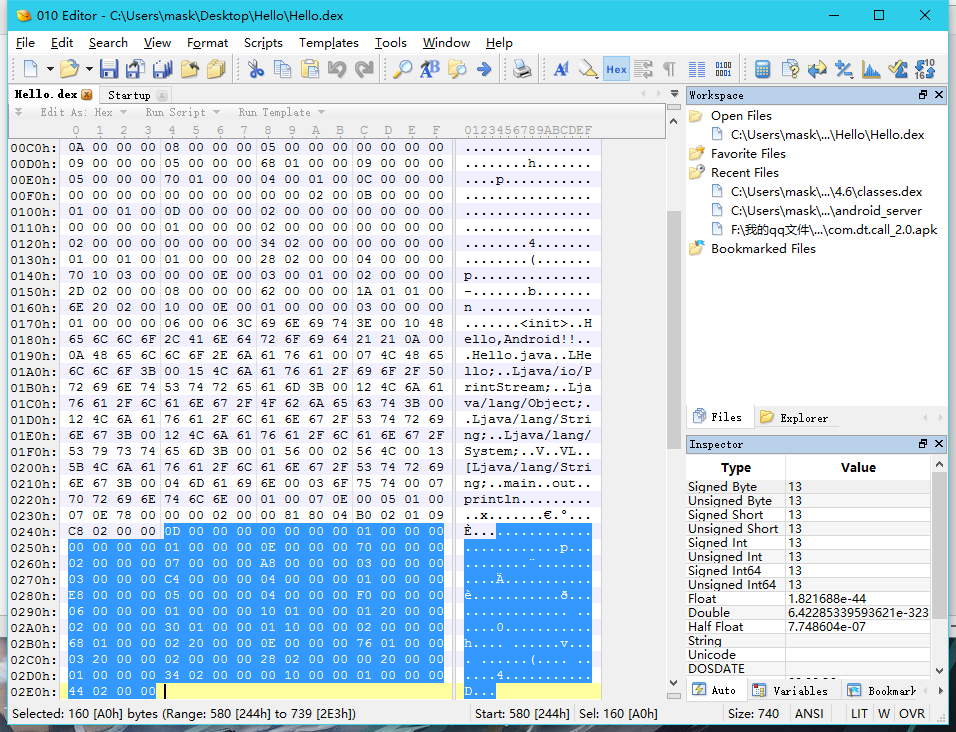 010 Editor - C:\Users\mask\Desktop\Hello\Hello.dex
File Edit Search View Format Scripts Templates Tools Window Help
Hex
Hello.dex Startup
Edit As: Hex Run Script Run Template
0 1 2 3 4 5 6 7 8 9 A B C D E F 0123456789ABCDEF
00C0h: 0A 00 00 00 08 00 00 00 05 00 00 00 00 00 00 00 ................
00D0h: 09 00 00 00 05 00 00 00 68 01 00 00 09 00 00 00 ........h.......
00E0h: 05 00 00 00 70 01 00 00 04 00 01 00 0C 00 00 00 ....p...........
00F0h: 00 00 00 00 00 00 00 00 00 00 02 00 0B 00 00 00 ................
0100h: 01 00 01 00 0D 00 00 00 02 00 00 00 00 00 00 00 ................
0110h: 00 00 00 00 01 00 00 00 02 00 00 00 00 00 00 00 ................
0120h: 02 00 00 00 00 00 00 00 34 02 00 00 00 00 00 00 ........4.......
0130h: 01 00 01 00 01 00 00 00 28 02 00 00 04 00 00 00 ........(.......
0140h: 70 10 03 00 00 00 0E 00 03 00 01 00 02 00 00 00 p...............
0150h: 2D 02 00 00 08 00 00 00 62 00 00 00 1A 01 01 00 -.......b.......
0160h: 6E 20 02 00 10 00 0E 00 01 00 00 00 03 00 00 00 n ..............
0170h: 01 00 00 00 06 00 06 3C 69 6E 69 74 3E 00 10 48 .......<init>..H
0180h: 65 6C 6C 6F 2C 41 6E 64 72 6F 69 64 21 21 0A 00 ello,Android!!..
0190h: 0A 48 65 6C 6C 6F 2E 6A 61 76 61 00 07 4C 48 65 .Hello.java..LHe
01A0h: 6C 6C 6F 3B 00 15 4C 6A 61 76 61 2F 69 6F 2F 50 llo;..Ljava/io/P
01B0h: 72 69 6E 74 53 74 72 65 61 6D 3B 00 12 4C 6A 61 rintStream;..Lja
01C0h: 76 61 2F 6C 61 6E 67 2F 4F 62 6A 65 63 74 3B 00 va/lang/Object;.
01D0h: 12 4C 6A 61 76 61 2F 6C 61 6E 67 2F 53 74 72 69 .Ljava/lang/Stri
01E0h: 6E 67 3B 00 12 4C 6A 61 76 61 2F 6C 61 6E 67 2F ng;..Ljava/lang/
01F0h: 53 79 73 74 65 6D 3B 00 01 56 00 02 56 4C 00 13 System;..V..VL..
0200h: 5B 4C 6A 61 76 61 2F 6C 61 6E 67 2F 53 74 72 69 [Ljava/lang/Stri
0210h: 6E 67 3B 00 04 6D 61 69 6E 00 03 6F 75 74 00 07 ng;..main..out..
0220h: 70 72 69 6E 74 6C 6E 00 01 00 07 0E 00 05 01 00 println.........
0230h: 07 0E 78 00 00 00 02 00 00 81 80 04 B0 02 01 09 ..x.......€.°...
0240h: C8 02 00 00 0D 00 00 00 00 00 00 00 01 00 00 00 È...............
0250h: 00 00 00 00 01 00 00 00 0E 00 00 00 70 00 00 00 ............p...
0260h: 02 00 00 00 07 00 00 00 A8 00 00 00 03 00 00 00 ........¨.......
0270h: 03 00 00 00 C4 00 00 00 04 00 00 00 01 00 00 00 ....Ä...........
0280h: E8 00 00 00 05 00 00 00 04 00 00 00 F0 00 00 00 è...........ð...
0290h: 06 00 00 00 01 00 00 00 10 01 00 00 01 20 00 00 ............. ..
02A0h: 02 00 00 00 30 01 00 00 01 10 00 00 02 00 00 00 ....0...........
02B0h: 68 01 00 00 02 20 00 00 0E 00 00 00 76 01 00 00 h.... ......v...
02C0h: 03 20 00 00 02 00 00 00 28 02 00 00 00 20 00 00 . ......(.... ..
02D0h: 01 00 00 00 34 02 00 00 00 10 00 00 01 00 00 00 ....4...........
02E0h: 44 02 00 00 D...
Workspace
Open Files
C:\Users\mask...\Hello\Hello.dex
Favorite Files
Recent Files
C:\Users\mask...\4.6\classes.dex
C:\Users\mask...\android_server
F:\我的qq文件\...\com.dt.call_2.0.apk
Bookmarked Files
Files Explorer
Inspector
Type Value
Signed Byte 13
Unsigned Byte 13
Signed Short 13
Unsigned Short 13
Signed Int 13
Unsigned Int 13
Signed Int64 13
Unsigned Int64 13
Float 1.821688e-44
Double 6.42285339593621e-323
Half Float 7.748604e-07
String
Unicode
DOSDATE
Auto Variables Bookmark
Selected: 160 [A0h] bytes (Range: 580 [244h] to 739 [2E3h]) Start: 580 [244h] Sel: 160 [A0h] Size: 740 ANSI LIT W OVR